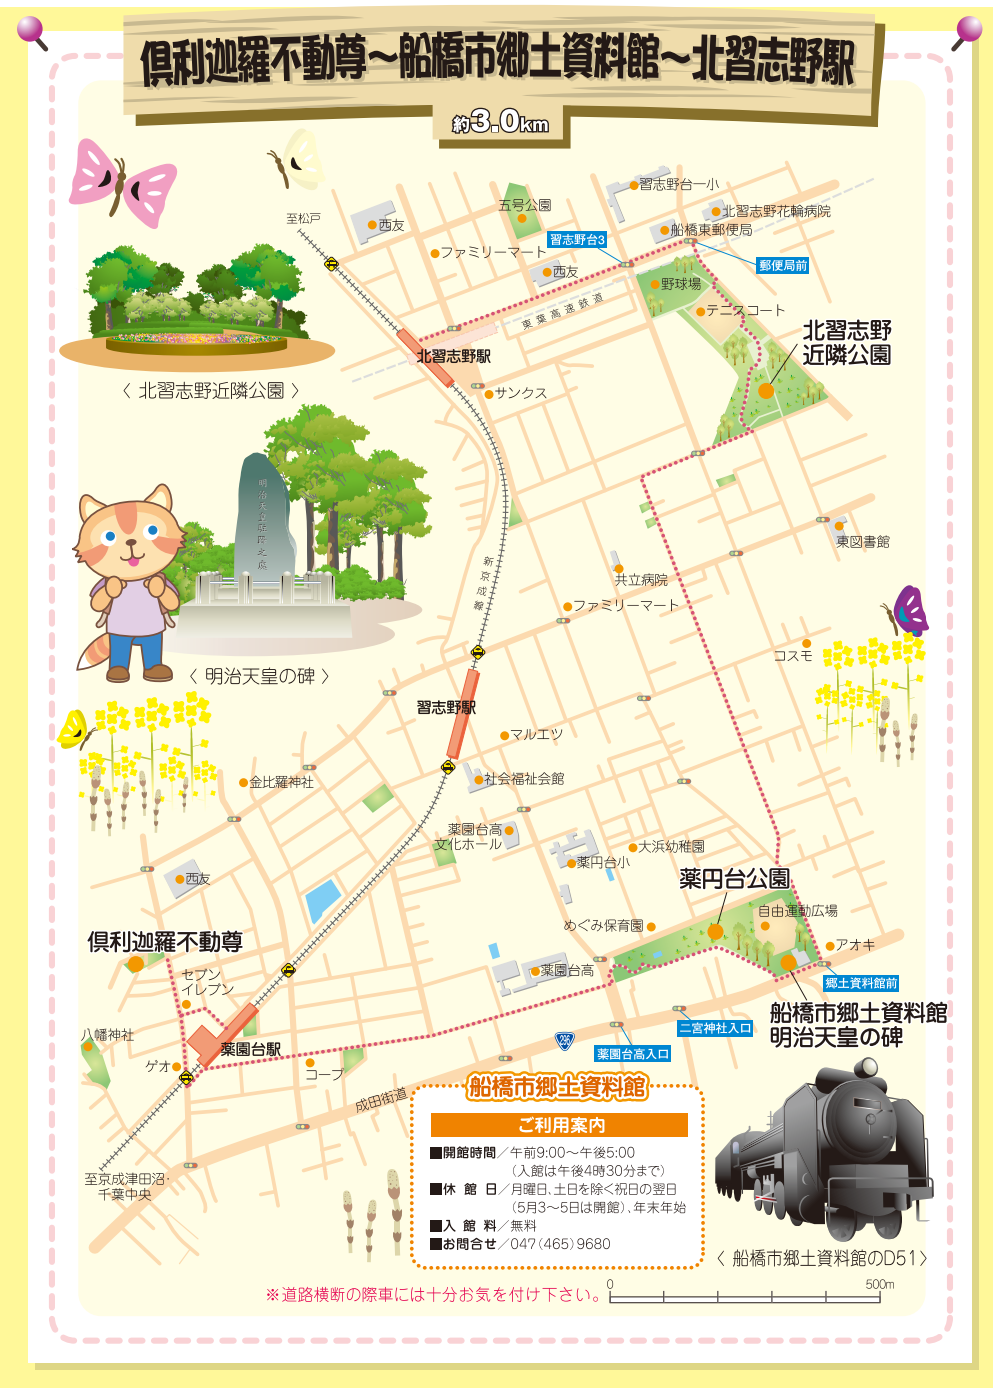 倶利迦羅不動尊～船橋市郷土資料館～北習志野駅
約3.0km
至松戸
西友
五号公園
習志野台一小
北習志野花輪病院
船橋東郵便局
ファミリーマート
習志野台3
西友
郵便局前
野球場
東葉高速鉄道
テニスコート
北習志野
近隣公園
北習志野駅
サンクス
〈 北習志野近隣公園 〉
明治天皇駐蹕之處
新京成線
東図書館
共立病院
ファミリーマート
コスモ
〈 明治天皇の碑 〉
習志野駅
マルエツ
社会福祉会館
金比羅神社
薬園台高
文化ホール
大浜幼稚園
薬円台小
西友
薬円台公園
めぐみ保育園
自由運動広場
アオキ
倶利迦羅不動尊
セブン
イレブン
薬園台高
郷土資料館前
船橋市郷土資料館
明治天皇の碑
二宮神社入口
八幡神社
薬園台駅
296
薬園台高入口
ゲオ
コープ
成田街道
船橋市郷土資料館
ご利用案内
■開館時間／午前9:00～午後5:00
（入館は午後4時30分まで）
■休 館 日／月曜日、土日を除く祝日の翌日
（5月3～5日は開館）、年末年始
■入 館 料／無料
■お問合せ／047（465）9680
至京成津田沼・
千葉中央
〈 船橋市郷土資料館のD51〉
※道路横断の際車には十分お気を付け下さい。
0
500m